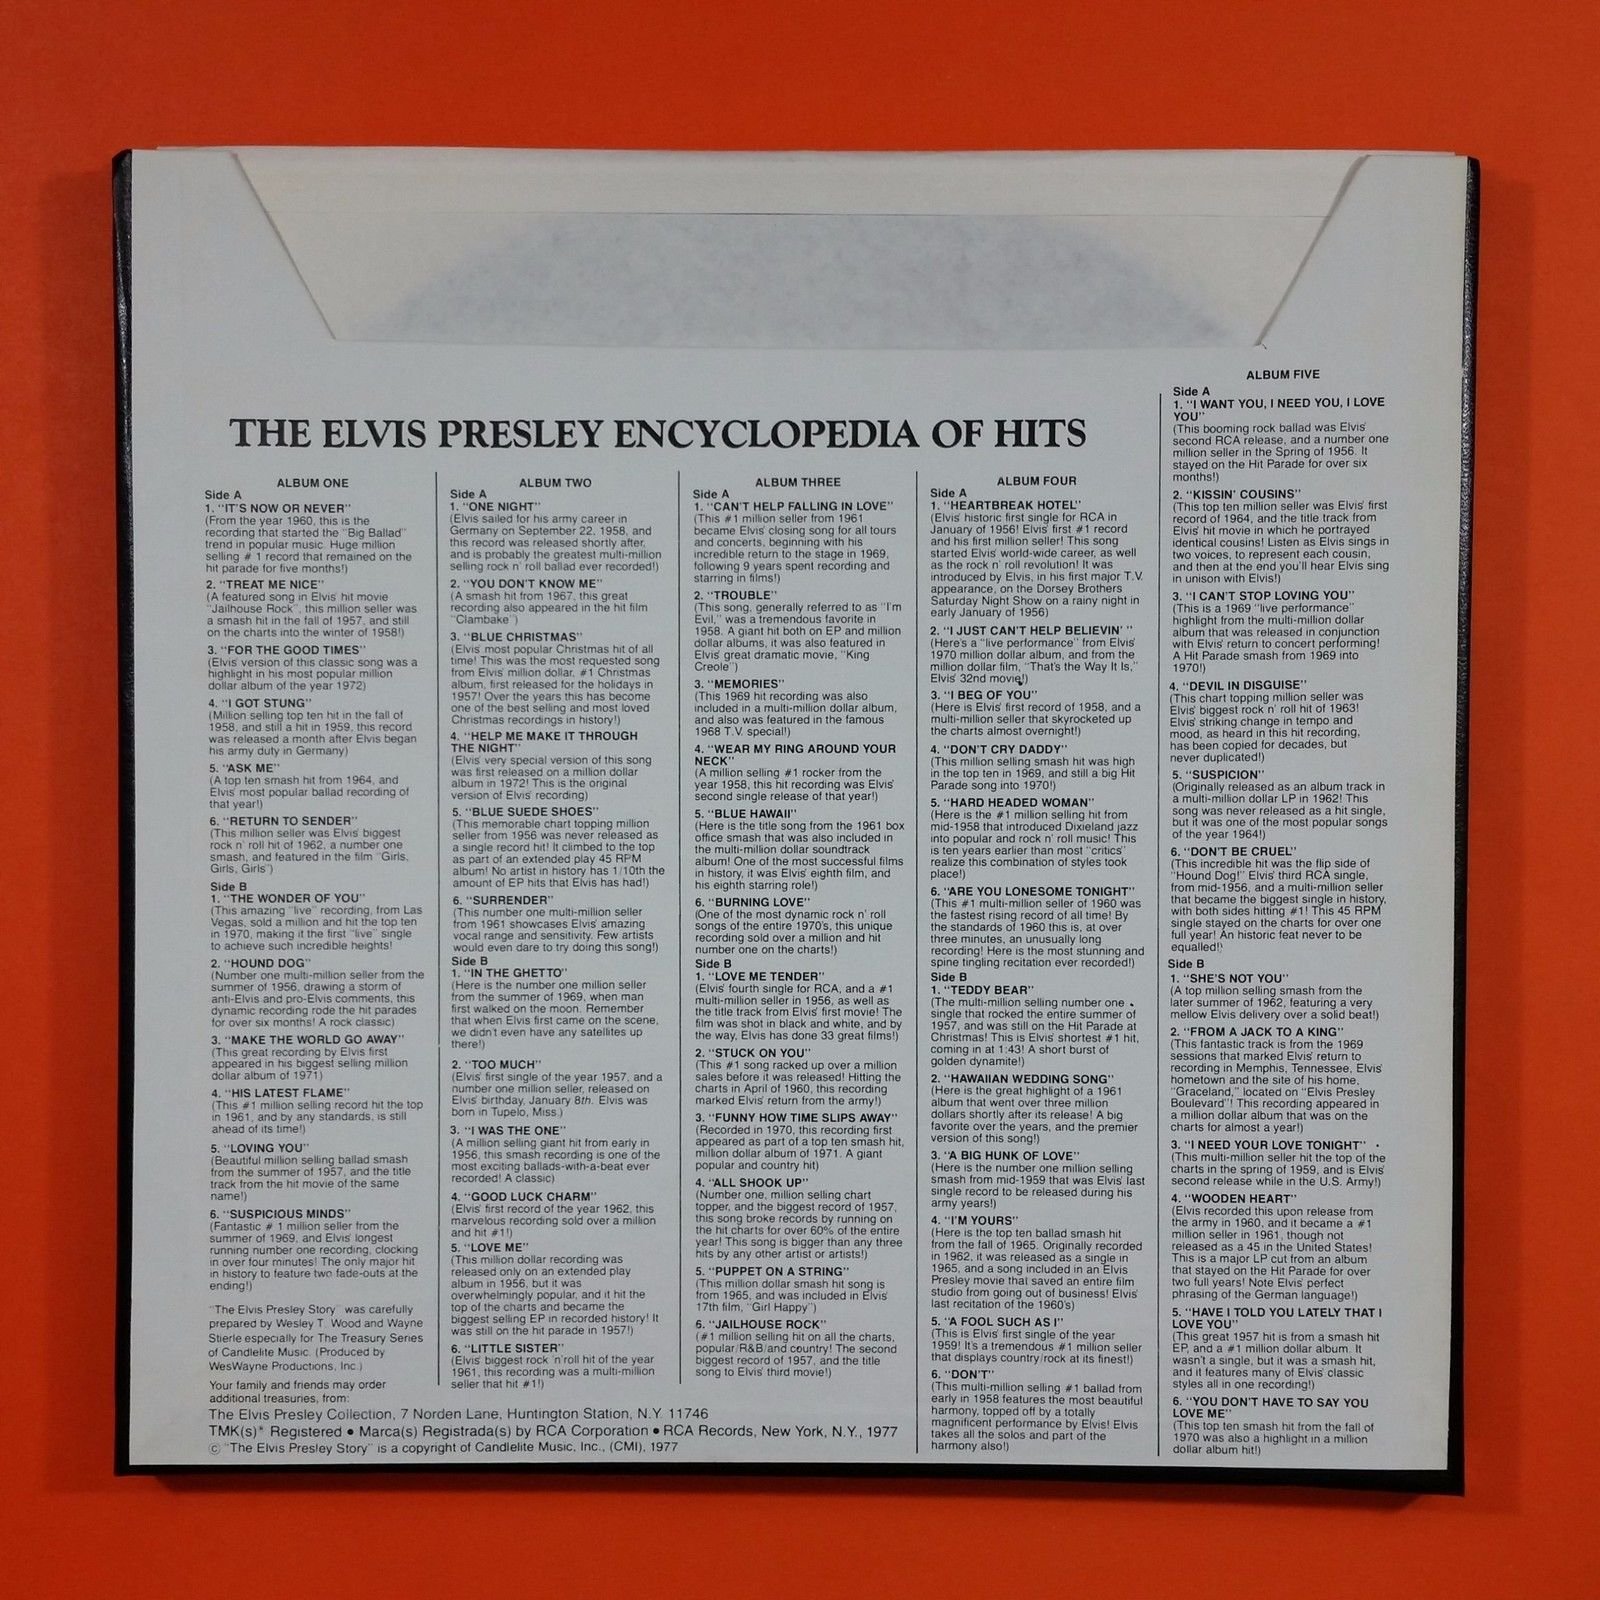 THE ELVIS PRESLEY ENCYCLOPEDIA OF HITS
ALBUM ONE
Side A
1. "IT'S NOW OR NEVER"
(From the year 1960, this is the
recording that started the "Big Ballad"
trend in popular music. Huge million
selling # 1 record that remained on the
hit parade for five months!)
2. "TREAT ME NICE"
(A featured song in Elvis' hit movie
"Jailhouse Rock", this million seller was
a smash hit in the fall of 1957, and still
on the charts into the winter of 1958!)
3. "FOR THE GOOD TIMES"
(Elvis version of this classic song was a
highlight in his most popular million
dollar album of the year 1972)
4. "I GOT STUNG"
(Million selling top ten hit in the fall of
1958, and still a hit in 1959, this record
was released a month after Elvis began
his army duty in Germany)
5. "ASK ME"
(A top ten smash hit from 1964, and
Elvis' most popular ballad recording of
that year!)
6. "RETURN TO SENDER"
(This million seller was Elvis' biggest
rock n' roll hit of 1962, a number one
smash, and featured in the film "Girls,
Girls, Girls")
Side B
1. "THE WONDER OF YOU"
(This amazing "live" recording, from Las
Vegas, sold a million and hit the top ten
in 1970, making it the first "live" single
to achieve such incredible heights!
2. "HOUND DOG"
(Number one multi-million seller from the
summer of 1956, drawing a storm of
anti-Elvis and pro-Elvis comments, this
dynamic recording rode the hit parades
for over six months! A rock classic)
3. "MAKE THE WORLD GO AWAY"
(This great recording by Elvis first
appeared in his biggest selling million
dollar album of 1971)
4. "HIS LATEST FLAME"
(This #1 million selling record hit the top
in 1961, and by any standards, is still
ahead of its time!)
5. "LOVING YOU"
(Beautiful million selling ballad smash
from the summer of 1957, and the title
track from the hit movie of the same
name!)
6. "SUSPICIOUS MINDS"
(Fantastic # 1 million seller from the
summer of 1969, and Elvis' longest
running number one recording, clocking
in over four minutes! The only major hit
in history to feature two fade-outs at the
ending!)
"The Elvis Presley Story" was carefully
prepared by Wesley T. Wood and Wayne
Stierle especially for The Treasury Series
of Candlelite Music. (Produced by
WesWayne Productions, Inc.)
Your family and friends may order
additional treasuries, from:
The Elvis Presley Collection, 7 Norden Lane, Huntington Station, N.Y. 11746
TMK(s)® Registered • Marca(s) Registrada(s) by RCA Corporation • RCA Records, New York, N.Y., 1977
© "The Elvis Presley Story" is a copyright of Candlelite Music, Inc., (CMI), 1977
ALBUM TWO
Side A
1. "ONE NIGHT"
(Elvis sailed for his army career in
Germany on September 22, 1958, and
this record was released shortly after,
and is probably the greatest multi-million
selling rock n' roll ballad ever recorded!)
2. "YOU DON'T KNOW ME"
(A smash hit from 1967, this great
recording also appeared in the hit film
"Clambake")
3. "BLUE CHRISTMAS"
(Elvis' most popular Christmas hit of all
time! This was the most requested song
from Elvis' million dollar, #1 Christmas
album, first released for the holidays in
1957! Over the years this has become
one of the best selling and most loved
Christmas recordings in history!)
4. "HELP ME MAKE IT THROUGH
THE NIGHT"
(Elvis' very special version of this song
was first released on a million dollar
album in 1972! This is the original
version of Elvis' recording)
5. "BLUE SUEDE SHOES"
(This memorable chart topping million
seller from 1956 was never released as
a single record hit! It climbed to the top
as part of an extended play 45 RPM
album! No artist in history has 1/10th the
amount of EP hits that Elvis has had!)
6. "SURRENDER"
(This number one multi-million seller
from 1961 showcases Elvis' amazing
vocal range and sensitivity. Few artists
would even dare to try doing this song!)
Side B
1. "IN THE GHETTO"
(Here is the number one million seller
from the summer of 1969, when man
first walked on the moon. Remember
that when Elvis first came on the scene,
we didn't even have any satellites up
there!)
2. "TOO MUCH"
(Elvis' first single of the year 1957, and a
number one million seller, released on
Elvis' birthday, January 8th. Elvis was
born in Tupelo, Miss.)
3. "I WAS THE ONE"
(A million selling giant hit from early in
1956, this smash recording is one of the
most exciting ballads-with-a-beat ever
recorded! A classic)
4. "GOOD LUCK CHARM"
(Elvis' first record of the year 1962, this
marvelous recording sold over a million
and hit #1!)
5. "LOVE ME"
(This million dollar recording was
released only on an extended play
album in 1956, but it was
overwhelmingly popular, and it hit the
top of the charts and became the
biggest selling EP in recorded history! It
was still on the hit parade in 1957!)
6. "LITTLE SISTER"
(Elvis' biggest rock 'n'roll hit of the year
1961, this recording was a multi-million
seller that hit #1!)
ALBUM THREE
Side A
1. "CAN'T HELP FALLING IN LOVE"
(This #1 million seller from 1961
became Elvis' closing song for all tours
and concerts, beginning with his
incredible return to the stage in 1969,
following 9 years spent recording and
starring in films!)
2. "TROUBLE"
(This song, generally referred to as "I'm
Evil," was a tremendous favorite in
1958. A giant hit both on EP and million
dollar albums, it was also featured in
Elvis' great dramatic movie, "King
Creole")
3. "MEMORIES"
(This 1969 hit recording was also
included in a multi-million dollar album,
and also was featured in the famous
1968 T.V. special!)
4. "WEAR MY RING AROUND YOUR
NECK"
(A million selling #1 rocker from the
year 1958, this hit recording was Elvis'
second single release of that year!)
5. "BLUE HAWAII"
(Here is the title song from the 1961 box
office smash that was also included in
the multi-million dollar soundtrack
album! One of the most successful films
in history, it was Elvis' eighth film, and
his eighth starring role!)
6. "BURNING LOVE"
(One of the most dynamic rock n' roll
songs of the entire 1970's, this unique
recording sold over a million and hit
number one on the charts!)
Side B
1. "LOVE ME TENDER"
(Elvis' fourth single for RCA, and a #1
multi-million seller in 1956, as well as
the title track from Elvis' first movie! The
film was shot in black and white, and by
the way, Elvis has done 33 great films!)
2. "STUCK ON YOU"
(This #1 song racked up over a million
sales before it was released! Hitting the
charts in April of 1960, this recording
marked Elvis' return from the army!)
3. "FUNNY HOW TIME SLIPS AWAY"
(Recorded in 1970, this recording first
appeared as part of a top ten smash hit,
million dollar album of 1971. A giant
popular and country hit)
4. "ALL SHOOK UP"
(Number one, million selling chart
topper, and the biggest record of 1957,
this song broke records by running on
the hit charts for over 60% of the entire
year! This song is bigger than any three
hits by any other artist or artists!)
5. "PUPPET ON A STRING"
(This million dollar smash hit song is
from 1965, and was included in Elvis'
17th film, "Girl Happy")
6. "JAILHOUSE ROCK"
(#1 million selling hit on all the charts,
popular/R&B/and country! The second
biggest record of 1957, and the title
song to Elvis' third movie!)
ALBUM FOUR
Side A
1. "HEARTBREAK HOTEL"
(Elvis' historic first single for RCA in
January of 1956! Elvis' first #1 record
and his first million seller! This song
started Elvis' world-wide career, as well
as the rock n' roll revolution! It was
introduced by Elvis, in his first major T.V.
appearance, on the Dorsey Brothers
Saturday Night Show on a rainy night in
early January of 1956)
2. "I JUST CAN'T HELP BELIEVIN' "
(Here's a "live performance" from Elvis'
1970 million dollar album, and from the
million dollar film, "That's the Way It Is,"
Elvis' 32nd movie!)
3. "I BEG OF YOU"
(Here is Elvis' first record of 1958, and a
multi-million seller that skyrocketed up
the charts almost overnight!)
4. "DON'T CRY DADDY"
(This million selling smash hit was high
in the top ten in 1969, and still a big Hit
Parade song into 1970!)
5. "HARD HEADED WOMAN"
(Here is the #1 million selling hit from
mid-1958 that introduced Dixieland jazz
into popular and rock n' roll music! This
is ten years earlier than most "critics"
realize this combination of styles took
place!)
6. "ARE YOU LONESOME TONIGHT"
(This #1 multi-million seller of 1960 was
the fastest rising record of all time! By
the standards of 1960 this is, at over
three minutes, an unusually long
recording! Here is the most stunning and
spine tingling recitation ever recorded!)
Side B
1. "TEDDY BEAR"
(The multi-million selling number one
single that rocked the entire summer of
1957, and was still on the Hit Parade at
Christmas! This is Elvis' shortest #1 hit,
coming in at 1:43! A short burst of
golden dynamite!)
2. "HAWAIIAN WEDDING SONG"
(Here is the great highlight of a 1961
album that went over three million
dollars shortly after its release! A big
favorite over the years, and the premier
version of this song!)
3. "A BIG HUNK OF LOVE"
(Here is the number one million selling
smash from mid-1959 that was Elvis' last
single record to be released during his
army years!)
4. "I'M YOURS"
(Here is the top ten ballad smash hit
from the fall of 1965. Originally recorded
in 1962, it was released as a single in
1965, and a song included in an Elvis
Presley movie that saved an entire film
studio from going out of business! Elvis'
last recitation of the 1960's)
5. "A FOOL SUCH AS I"
(This is Elvis' first single of the year
1959! It's a tremendous #1 million seller
that displays country/rock at its finest!)
6. "DON'T"
(This multi-million selling #1 ballad from
early in 1958 features the most beautiful
harmony, topped off by a totally
magnificent performance by Elvis! Elvis
takes all the solos and part of the
harmony also!)
ALBUM FIVE
Side A
1. "I WANT YOU, I NEED YOU, I LOVE
YOU"
(This booming rock ballad was Elvis'
second RCA release, and a number one
million seller in the Spring of 1956. It
stayed on the Hit Parade for over six
months!)
2. "KISSIN' COUSINS"
(This top ten million seller was Elvis' first
record of 1964, and the title track from
Elvis' hit movie in which he portrayed
identical cousins! Listen as Elvis sings in
two voices, to represent each cousin,
and then at the end you'll hear Elvis sing
in unison with Elvis!)
3. "I CAN'T STOP LOVING YOU"
(This is a 1969 "live performance"
highlight from the multi-million dollar
album that was released in conjunction
with Elvis' return to concert performing!
A Hit Parade smash from 1969 into
1970!)
4. "DEVIL IN DISGUISE"
(This chart topping million seller was
Elvis' biggest rock n' roll hit of 1963!
Elvis' striking change in tempo and
mood, as heard in this hit recording,
has been copied for decades, but
never duplicated!)
5. "SUSPICION"
(Originally released as an album track in
a multi-million dollar LP in 1962! This
song was never released as a hit single,
but it was one of the most popular songs
of the year 1964!)
6. "DON'T BE CRUEL"
(This incredible hit was the flip side of
"Hound Dog!" Elvis' third RCA single,
from mid-1956, and a multi-million seller
that became the biggest single in history,
with both sides hitting #1! This 45 RPM
single stayed on the charts for over one
full year! An historic feat never to be
equalled!)
Side B
1. "SHE'S NOT YOU"
(A top million selling smash from the
later summer of 1962, featuring a very
mellow Elvis delivery over a solid beat!)
2. "FROM A JACK TO A KING"
(This fantastic track is from the 1969
sessions that marked Elvis' return to
recording in Memphis, Tennessee, Elvis'
hometown and the site of his home,
"Graceland," located on "Elvis Presley
Boulevard"! This recording appeared in
a million dollar album that was on the
charts for almost a year!)
3. "I NEED YOUR LOVE TONIGHT"
(This multi-million seller hit the top of the
charts in the spring of 1959, and is Elvis'
second release while in the U.S. Army!)
4. "WOODEN HEART"
(Elvis recorded this upon release from
the army in 1960, and it became a #1
million seller in 1961, though not
released as a 45 in the United States!
This is a major LP cut from an album
that stayed on the Hit Parade for over
two full years! Note Elvis' perfect
phrasing of the German language!)
5. "HAVE I TOLD YOU LATELY THAT I
LOVE YOU"
(This great 1957 hit is from a smash hit
EP, and a #1 million dollar album. It
wasn't a single, but it was a smash hit,
and it features many of Elvis' classic
styles all in one recording!)
6. "YOU DON'T HAVE TO SAY YOU
LOVE ME"
(This top ten smash hit from the fall of
1970 was also a highlight in a million
dollar album hit!)